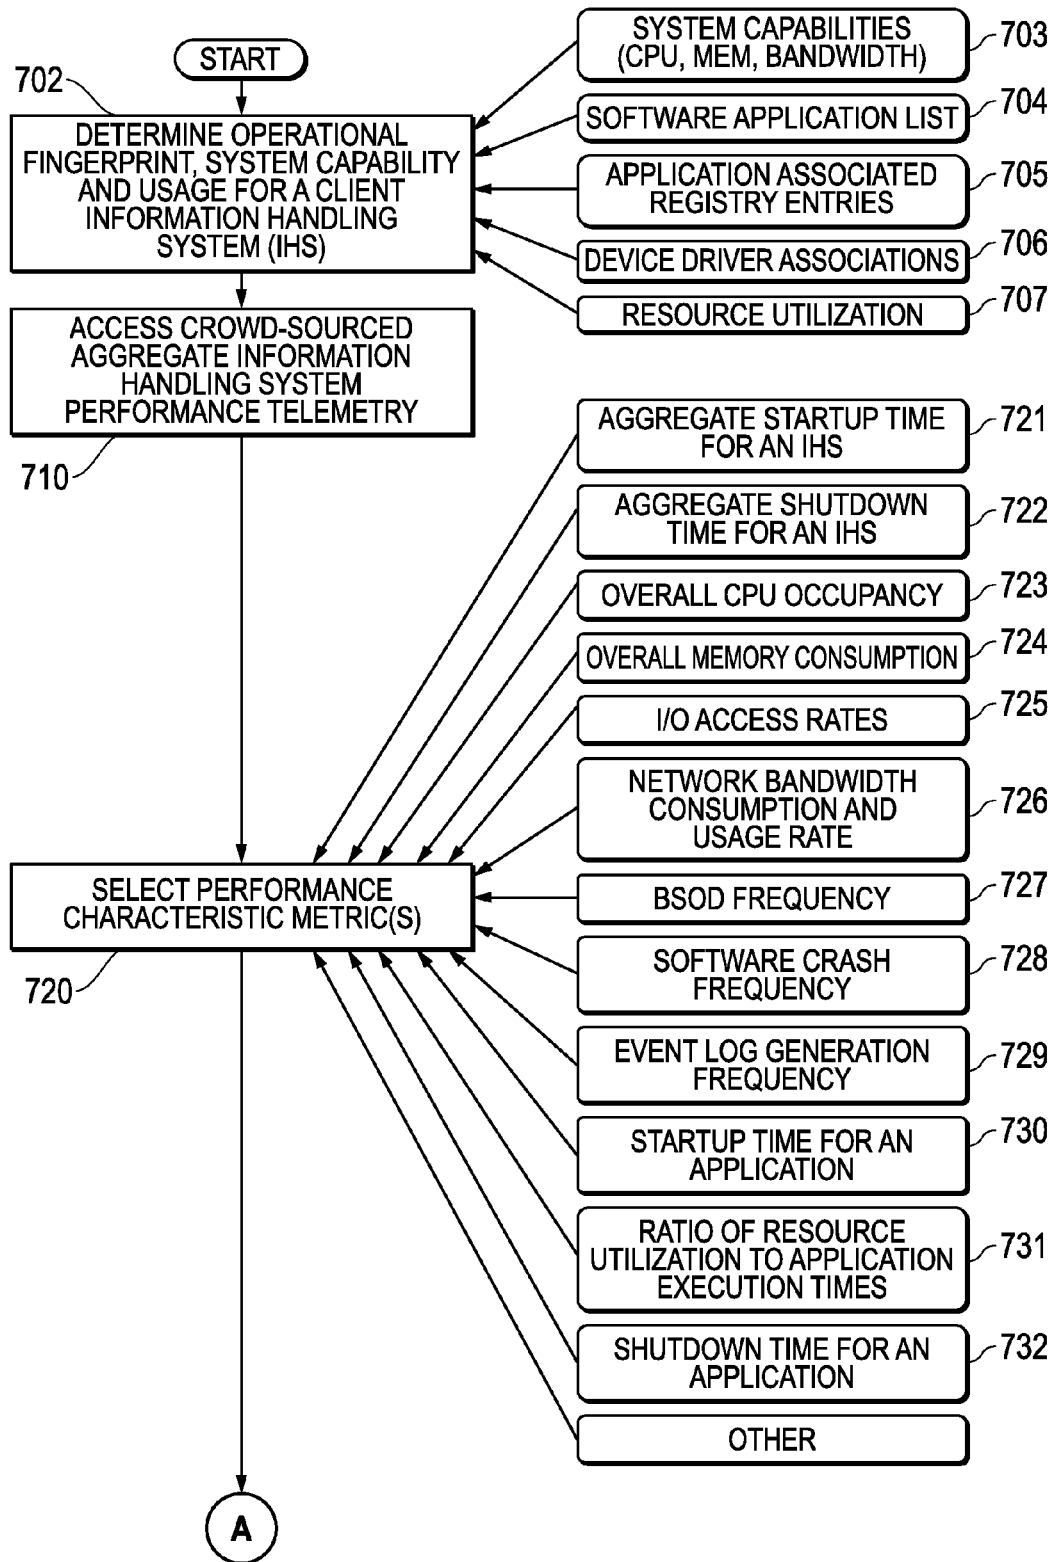 START
702
DETERMINE OPERATIONAL
FINGERPRINT, SYSTEM CAPABILITY
AND USAGE FOR A CLIENT
INFORMATION HANDLING
SYSTEM (IHS)
SYSTEM CAPABILITIES
(CPU, MEM, BANDWIDTH)
703
SOFTWARE APPLICATION LIST
704
APPLICATION ASSOCIATED
REGISTRY ENTRIES
705
DEVICE DRIVER ASSOCIATIONS
706
RESOURCE UTILIZATION
707
ACCESS CROWD-SOURCED
AGGREGATE INFORMATION
HANDLING SYSTEM
PERFORMANCE TELEMETRY
710
AGGREGATE STARTUP TIME
FOR AN IHS
721
AGGREGATE SHUTDOWN
TIME FOR AN IHS
722
OVERALL CPU OCCUPANCY
723
OVERALL MEMORY CONSUMPTION
724
I/O ACCESS RATES
725
NETWORK BANDWIDTH
CONSUMPTION AND
USAGE RATE
726
SELECT PERFORMANCE
CHARACTERISTIC METRIC(S)
720
BSOD FREQUENCY
727
SOFTWARE CRASH
FREQUENCY
728
EVENT LOG GENERATION
FREQUENCY
729
STARTUP TIME FOR AN
APPLICATION
730
RATIO OF RESOURCE
UTILIZATION TO APPLICATION
EXECUTION TIMES
731
SHUTDOWN TIME FOR AN
APPLICATION
732
OTHER
A